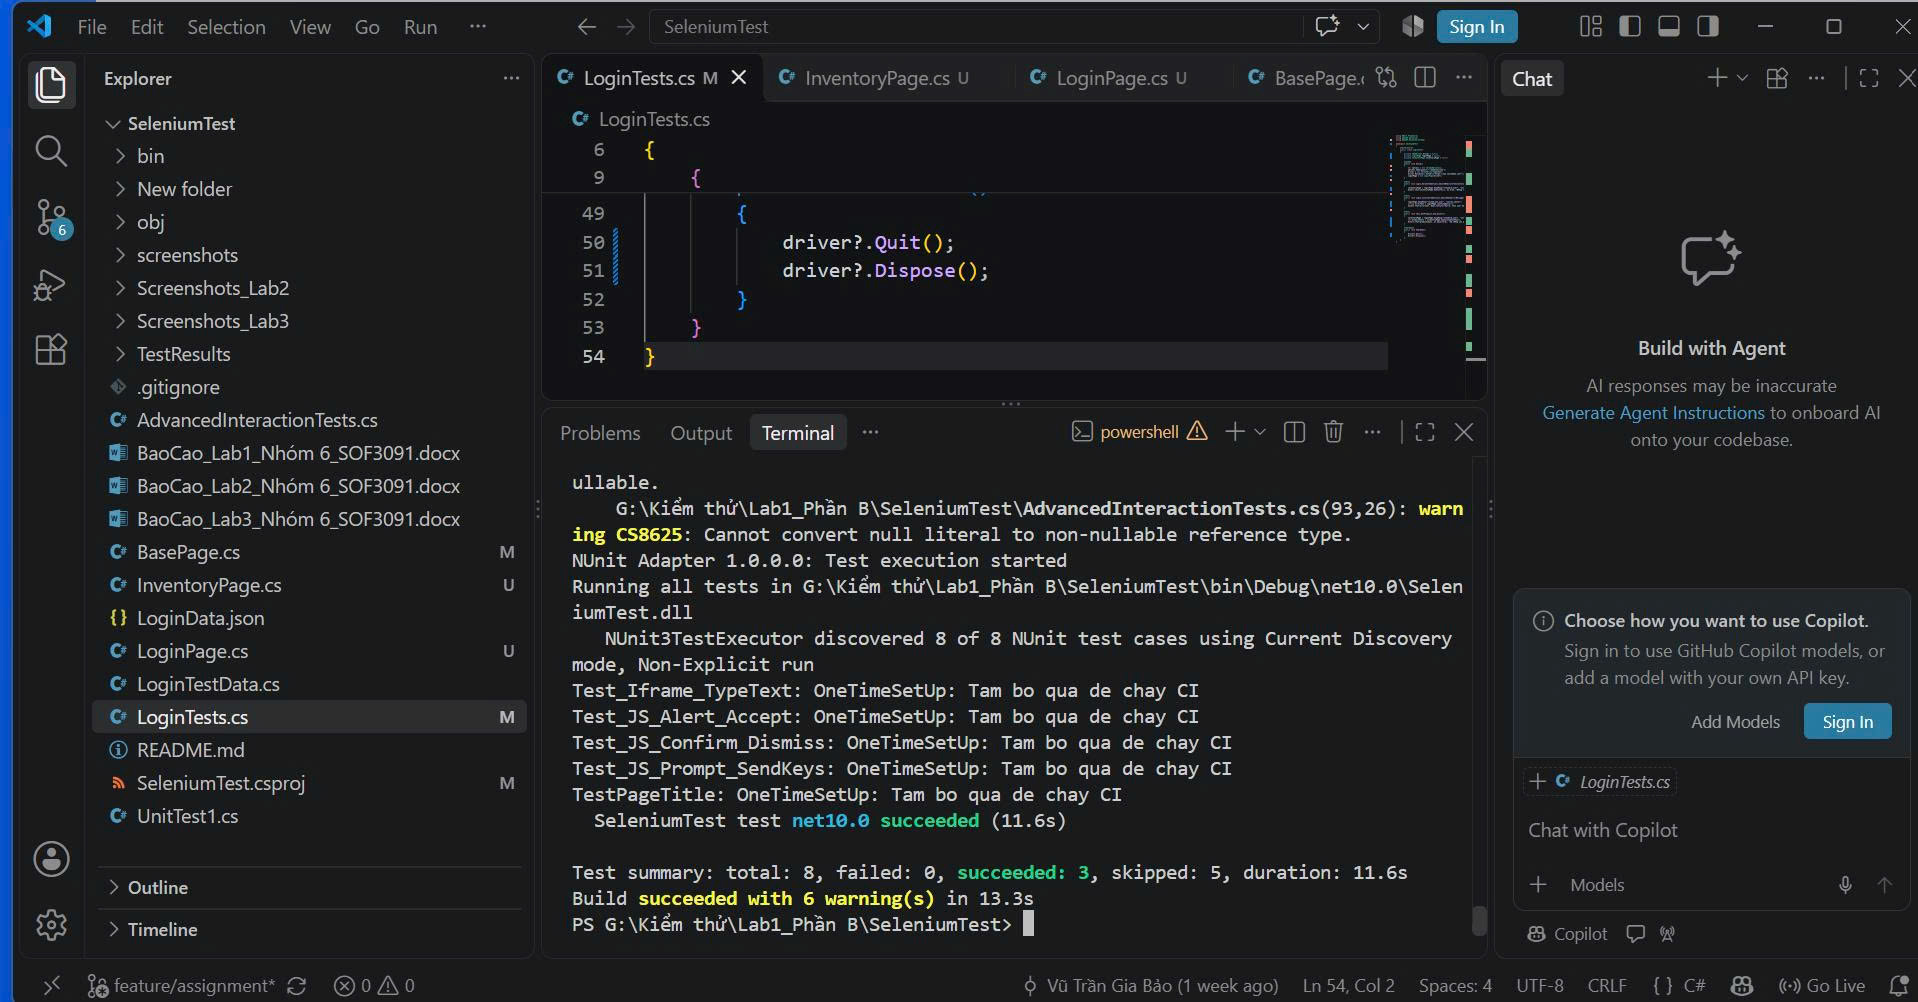 File Edit Selection View Go Run ···
SeleniumTest
Sign In
Explorer
SeleniumTest
bin
New folder
obj
screenshots
Screenshots_Lab2
Screenshots_Lab3
TestResults
.gitignore
AdvancedInteractionTests.cs
BaoCao_Lab1_Nhóm 6_SOF3091.docx
BaoCao_Lab2_Nhóm 6_SOF3091.docx
BaoCao_Lab3_Nhóm 6_SOF3091.docx
BasePage.cs M
InventoryPage.cs U
{} LoginData.json
LoginPage.cs U
LoginTestData.cs
LoginTests.cs M
README.md
SeleniumTest.csproj M
UnitTest1.cs
Outline
Timeline
6
LoginTests.cs M
InventoryPage.cs U
LoginPage.cs U
BasePage.c
LoginTests.cs
6 {
9 {
49 {
50 driver?.Quit();
51 driver?.Dispose();
52 }
53 }
54 }
Problems Output Terminal ···
powershell
ullable.
G:\Kiểm thử\Lab1_Phần B\SeleniumTest\AdvancedInteractionTests.cs(93,26): warn
ing CS8625: Cannot convert null literal to non-nullable reference type.
NUnit Adapter 1.0.0.0: Test execution started
Running all tests in G:\Kiểm thử\Lab1_Phần B\SeleniumTest\bin\Debug\net10.0\Selen
iumTest.dll
NUnit3TestExecutor discovered 8 of 8 NUnit test cases using Current Discovery
mode, Non-Explicit run
Test_Iframe_TypeText: OneTimeSetUp: Tam bo qua de chay CI
Test_JS_Alert_Accept: OneTimeSetUp: Tam bo qua de chay CI
Test_JS_Confirm_Dismiss: OneTimeSetUp: Tam bo qua de chay CI
Test_JS_Prompt_SendKeys: OneTimeSetUp: Tam bo qua de chay CI
TestPageTitle: OneTimeSetUp: Tam bo qua de chay CI
SeleniumTest test net10.0 succeeded (11.6s)
Test summary: total: 8, failed: 0, succeeded: 3, skipped: 5, duration: 11.6s
Build succeeded with 6 warning(s) in 13.3s
PS G:\Kiểm thử\Lab1_Phần B\SeleniumTest>
Chat
Build with Agent
AI responses may be inaccurate
Generate Agent Instructions to onboard AI
onto your codebase.
Choose how you want to use Copilot.
Sign in to use GitHub Copilot models, or
add a model with your own API key.
Add Models Sign In
LoginTests.cs
Chat with Copilot
Models
Copilot
feature/assignment* 0 0
Vũ Trần Gia Bảo (1 week ago) Ln 54, Col 2 Spaces: 4 UTF-8 CRLF {} C# Go Live